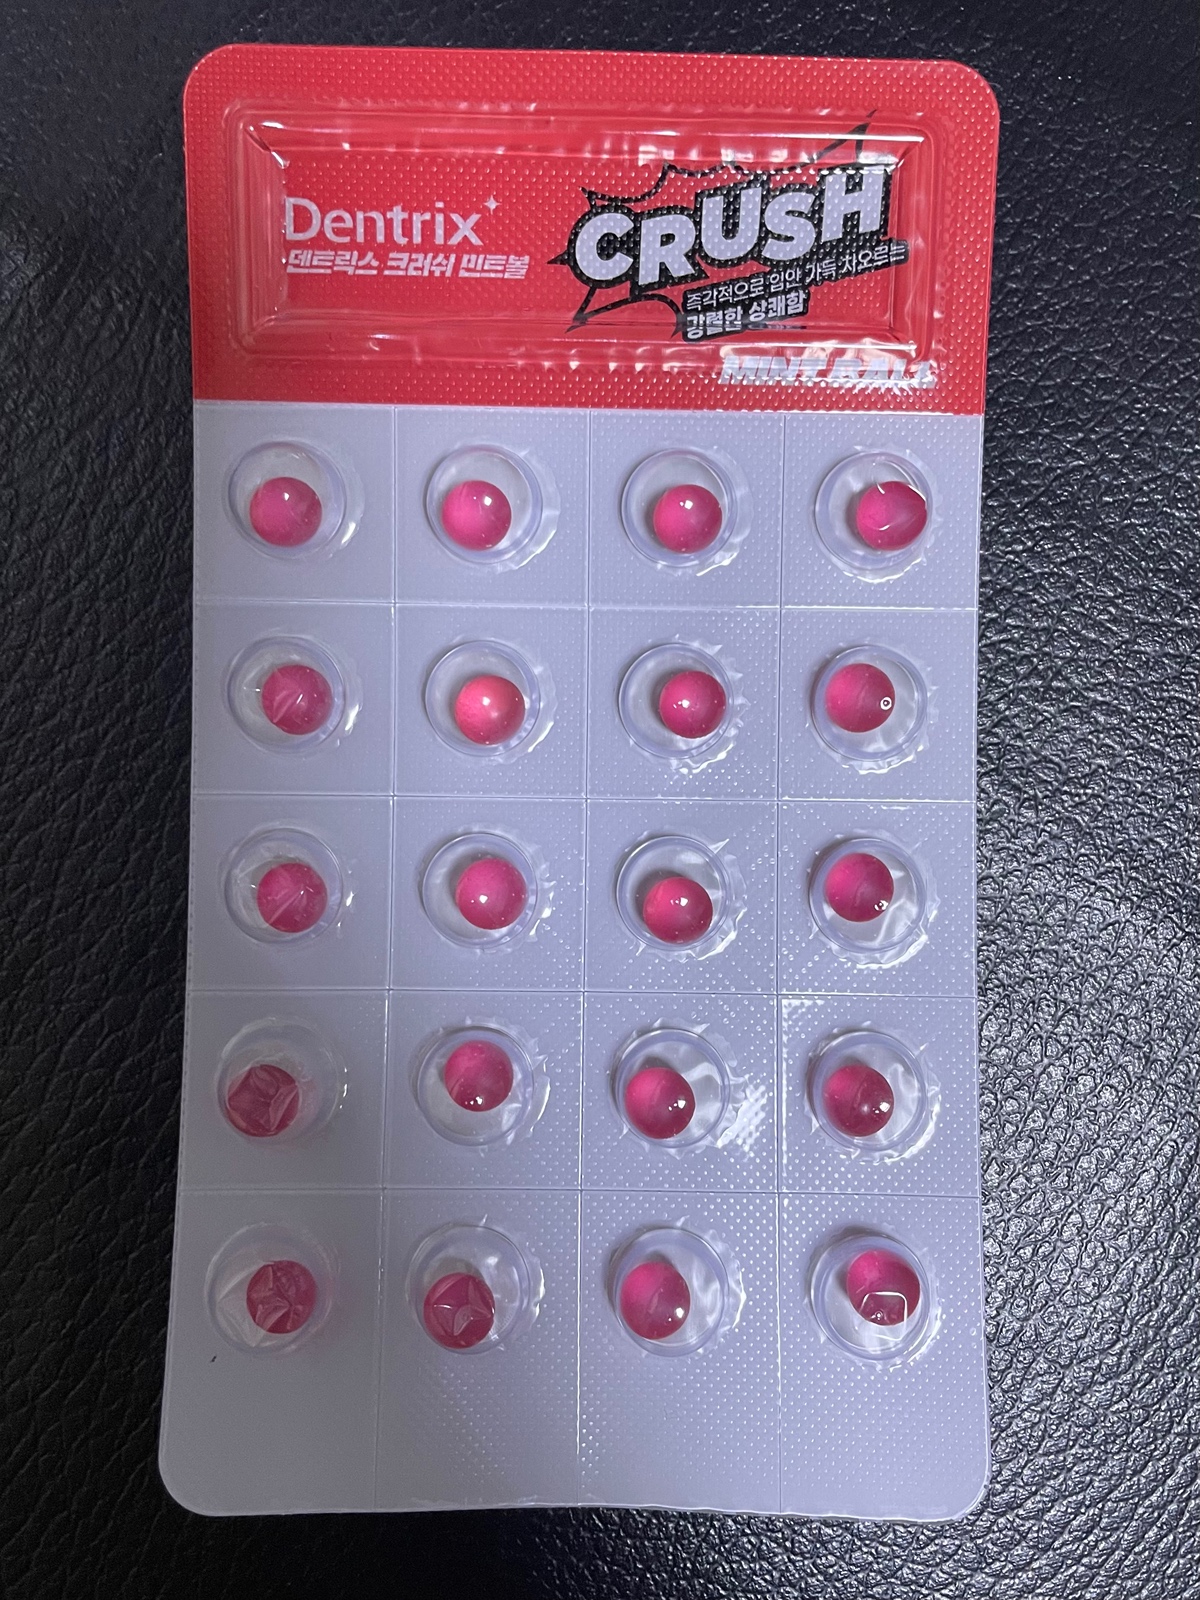 Dentrix
덴트릭스 크러쉬 민트볼
CRUSH
즉각적으로 입안 가득 차오르는
강렬한 상쾌함
MINT BALL